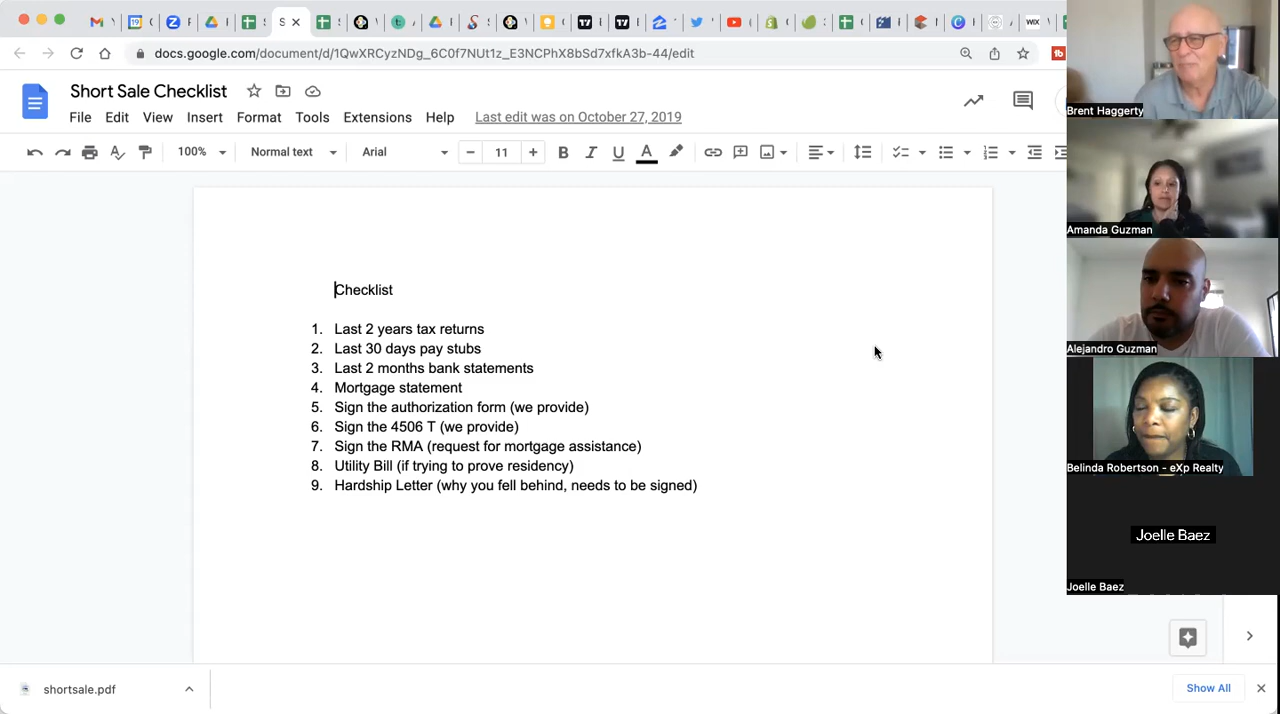 docs.google.com/document/d/1QwXRCyzNDg_6C0f7NUt1z_E3NCPhX8bSd7xfkA3b-44/edit
Short Sale Checklist
File Edit View Insert Format Tools Extensions Help Last edit was on October 27, 2019
100% Normal text Arial 11 B I U A
Checklist
1. Last 2 years tax returns
2. Last 30 days pay stubs
3. Last 2 months bank statements
4. Mortgage statement
5. Sign the authorization form (we provide)
6. Sign the 4506 T (we provide)
7. Sign the RMA (request for mortgage assistance)
8. Utility Bill (if trying to prove residency)
9. Hardship Letter (why you fell behind, needs to be signed)
Brent Haggerty
Amanda Guzman
Alejandro Guzman
Belinda Robertson - eXp Realty
Joelle Baez
Joelle Baez
shortsale.pdf
Show All